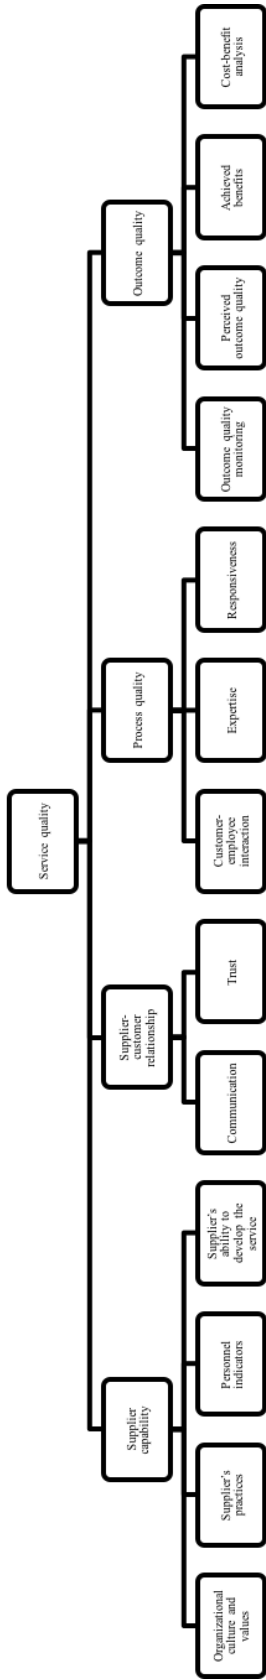 Service quality
Supplier
capability
Supplier-
customer
relationship
Process quality
Outcome quality
Organizational
culture and
values
Supplier's
practices
Personnel
indicators
Supplier's
ability to
develop the
service
Communication
Trust
Customer-
employee
interaction
Expertise
Responsiveness
Outcome quality
monitoring
Perceived
outcome quality
Achieved
benefits
Cost-benefit
analysis